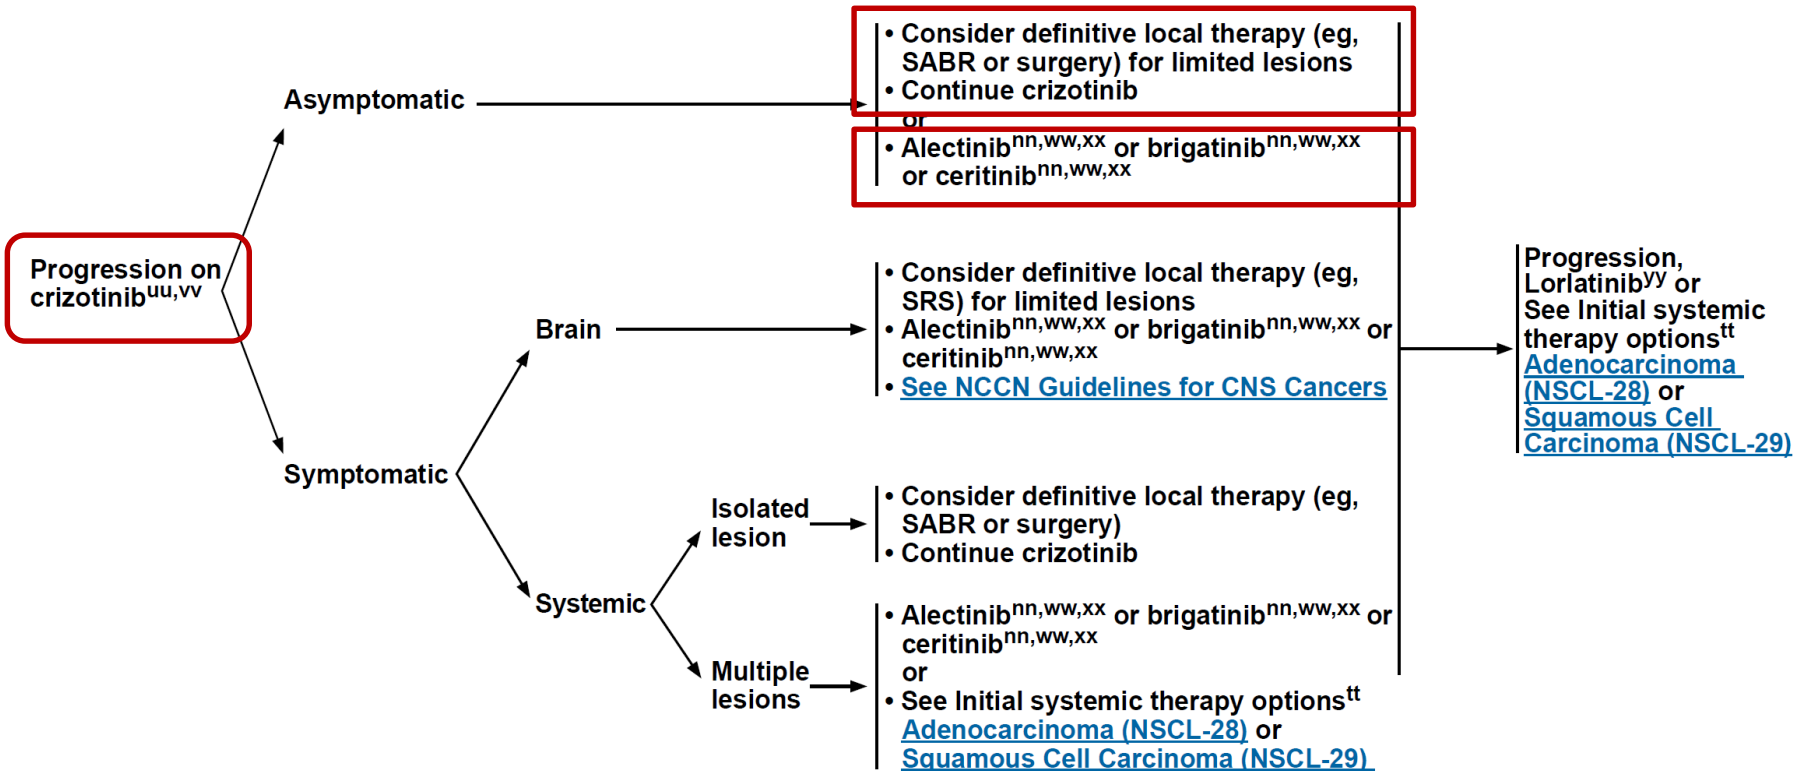 Progression on
crizotinibuu,vv
Asymptomatic
• Consider definitive local therapy (eg,
SABR or surgery) for limited lesions
• Continue crizotinib
or
• Alectinibnn,ww,xx or brigatinibnn,ww,xx
or ceritinibnn,ww,xx
Symptomatic
Brain
• Consider definitive local therapy (eg,
SRS) for limited lesions
• Alectinibnn,ww,xx or brigatinibnn,ww,xx or
ceritinibnn,ww,xx
• See NCCN Guidelines for CNS Cancers
Systemic
Isolated
lesion
• Consider definitive local therapy (eg,
SABR or surgery)
• Continue crizotinib
Multiple
lesions
• Alectinibnn,ww,xx or brigatinibnn,ww,xx or
ceritinibnn,ww,xx
or
• See Initial systemic therapy optionstt
Adenocarcinoma (NSCL-28) or
Squamous Cell Carcinoma (NSCL-29)
Progression,
Lorlatinibyy or
See Initial systemic
therapy optionstt
Adenocarcinoma
(NSCL-28) or
Squamous Cell
Carcinoma (NSCL-29)